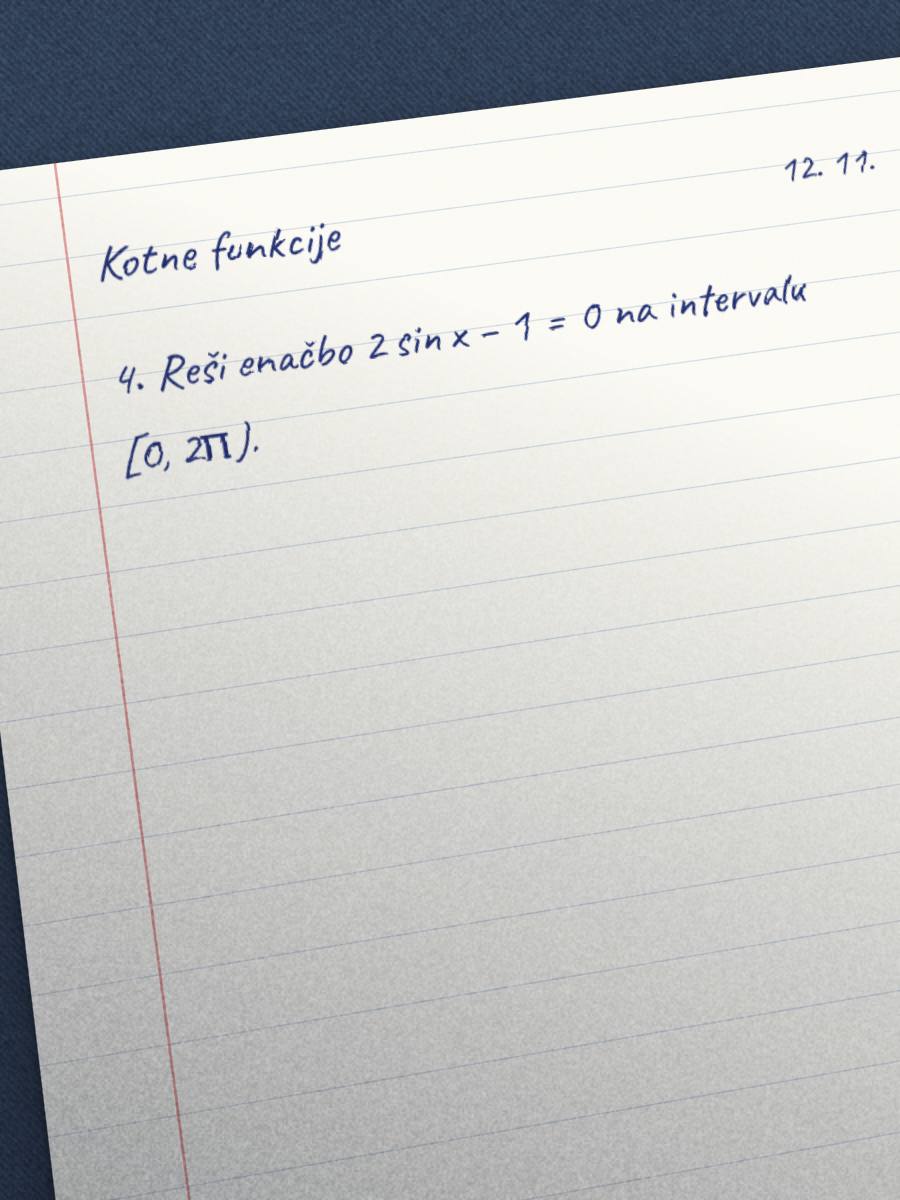 12. 11.
Kotne funkcije
4. Reši enačbo 2 sin x – 1 = 0 na intervalu
[0, 2π).